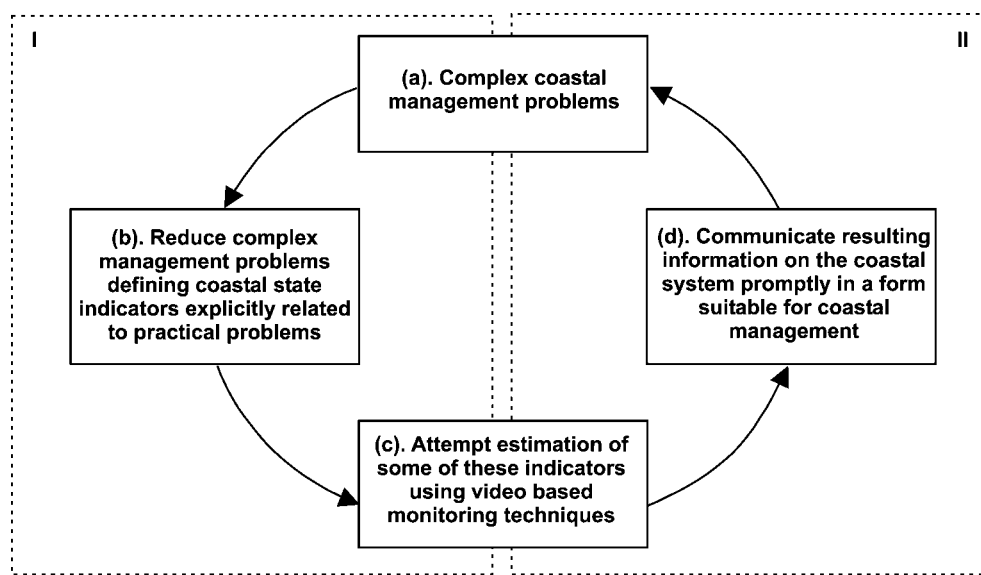 I
II
(a). Complex coastal
management problems
(b). Reduce complex
management problems
defining coastal state
indicators explicitly related
to practical problems
(d). Communicate resulting
information on the coastal
system promptly in a form
suitable for coastal
management
(c). Attempt estimation of
some of these indicators
using video based
monitoring techniques